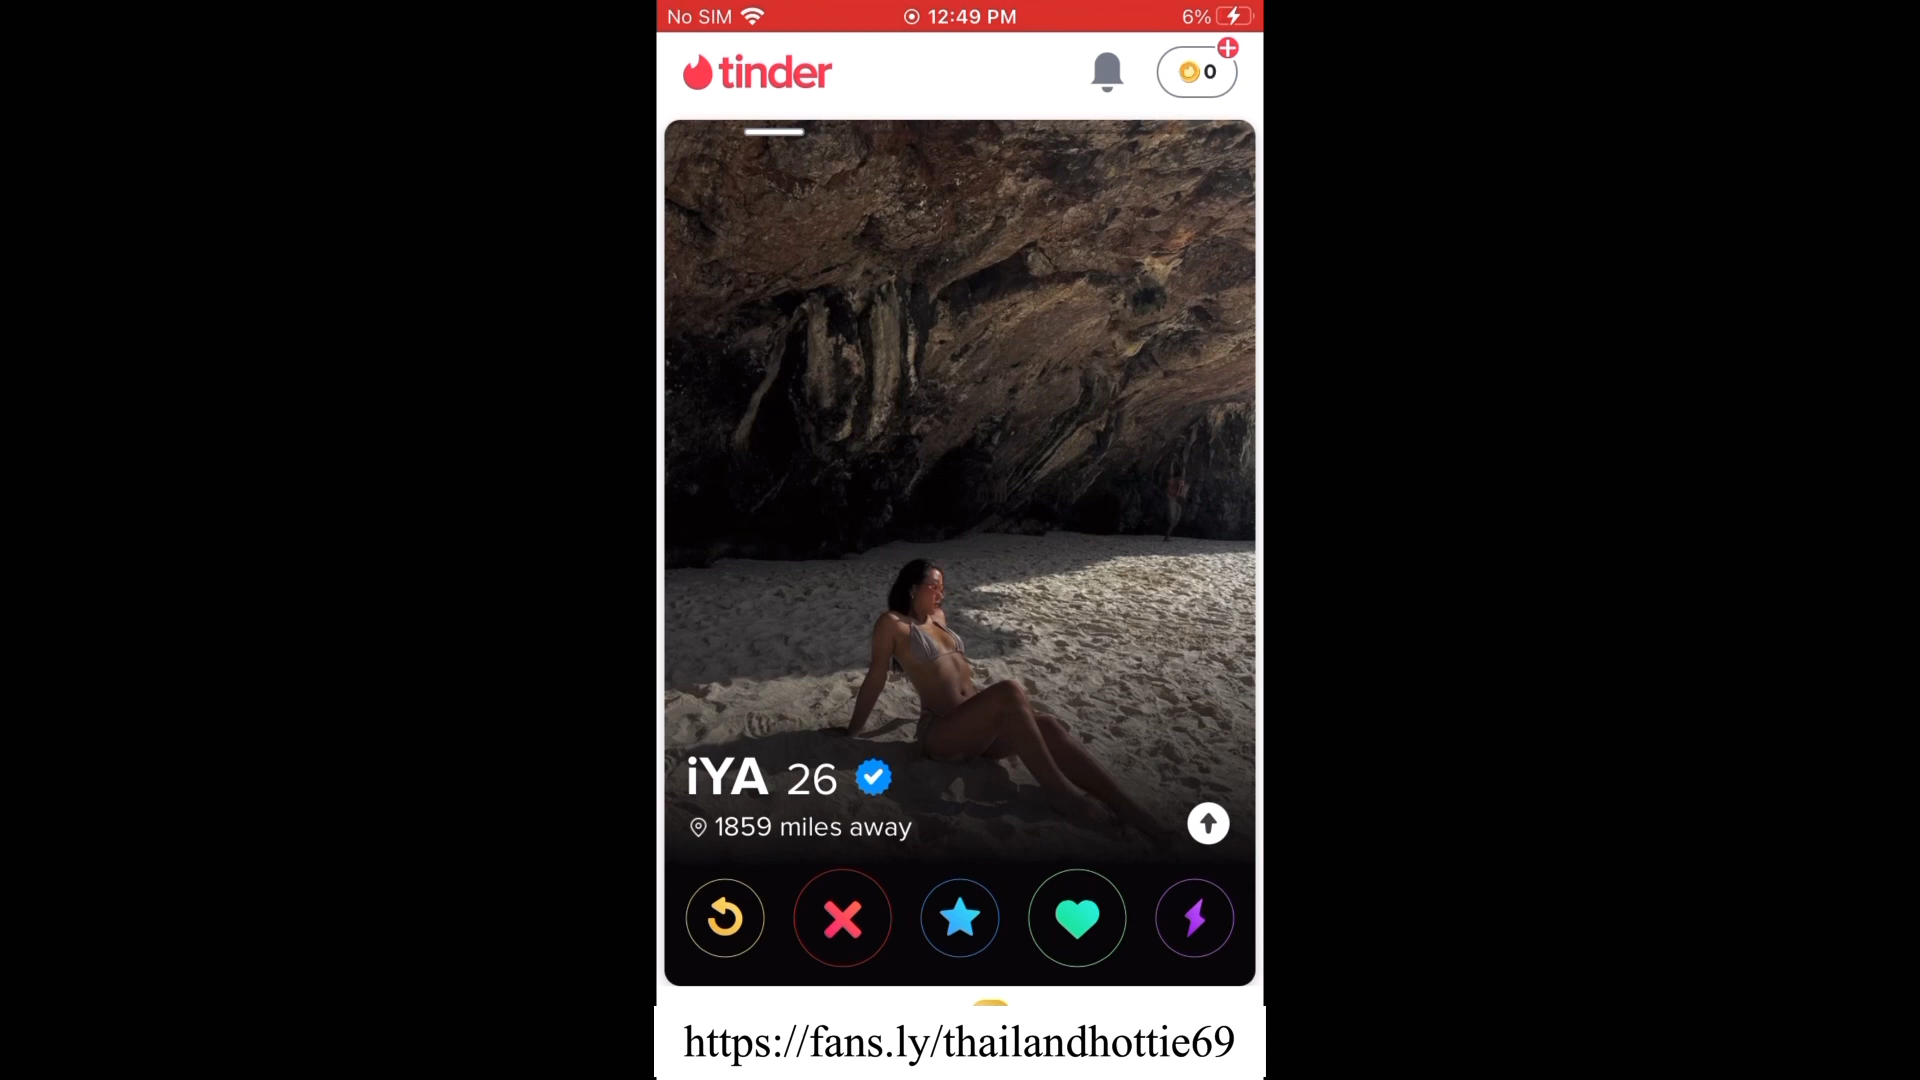 No SIM 12:49 PM 6%
tinder 0
iYA 26
1859 miles away
https://fans.ly/thailandhottie69